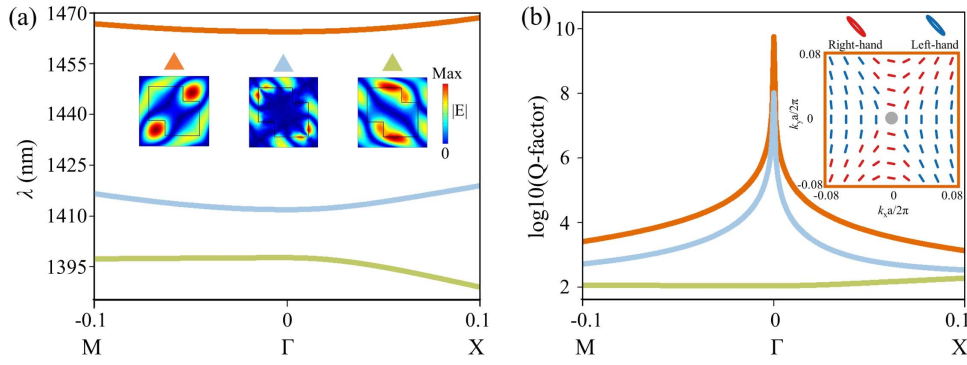 (a)
1470
1455
1440
1425
1410
1395
λ (nm)
Max
|E|
0
-0.1
0
0.1
M
Γ
X
(b)
10
8
6
4
2
log10(Q-factor)
Right-hand
Left-hand
0.08
0
-0.08
kya/2π
-0.08
0
0.08
kxa/2π
-0.1
0
0.1
M
Γ
X